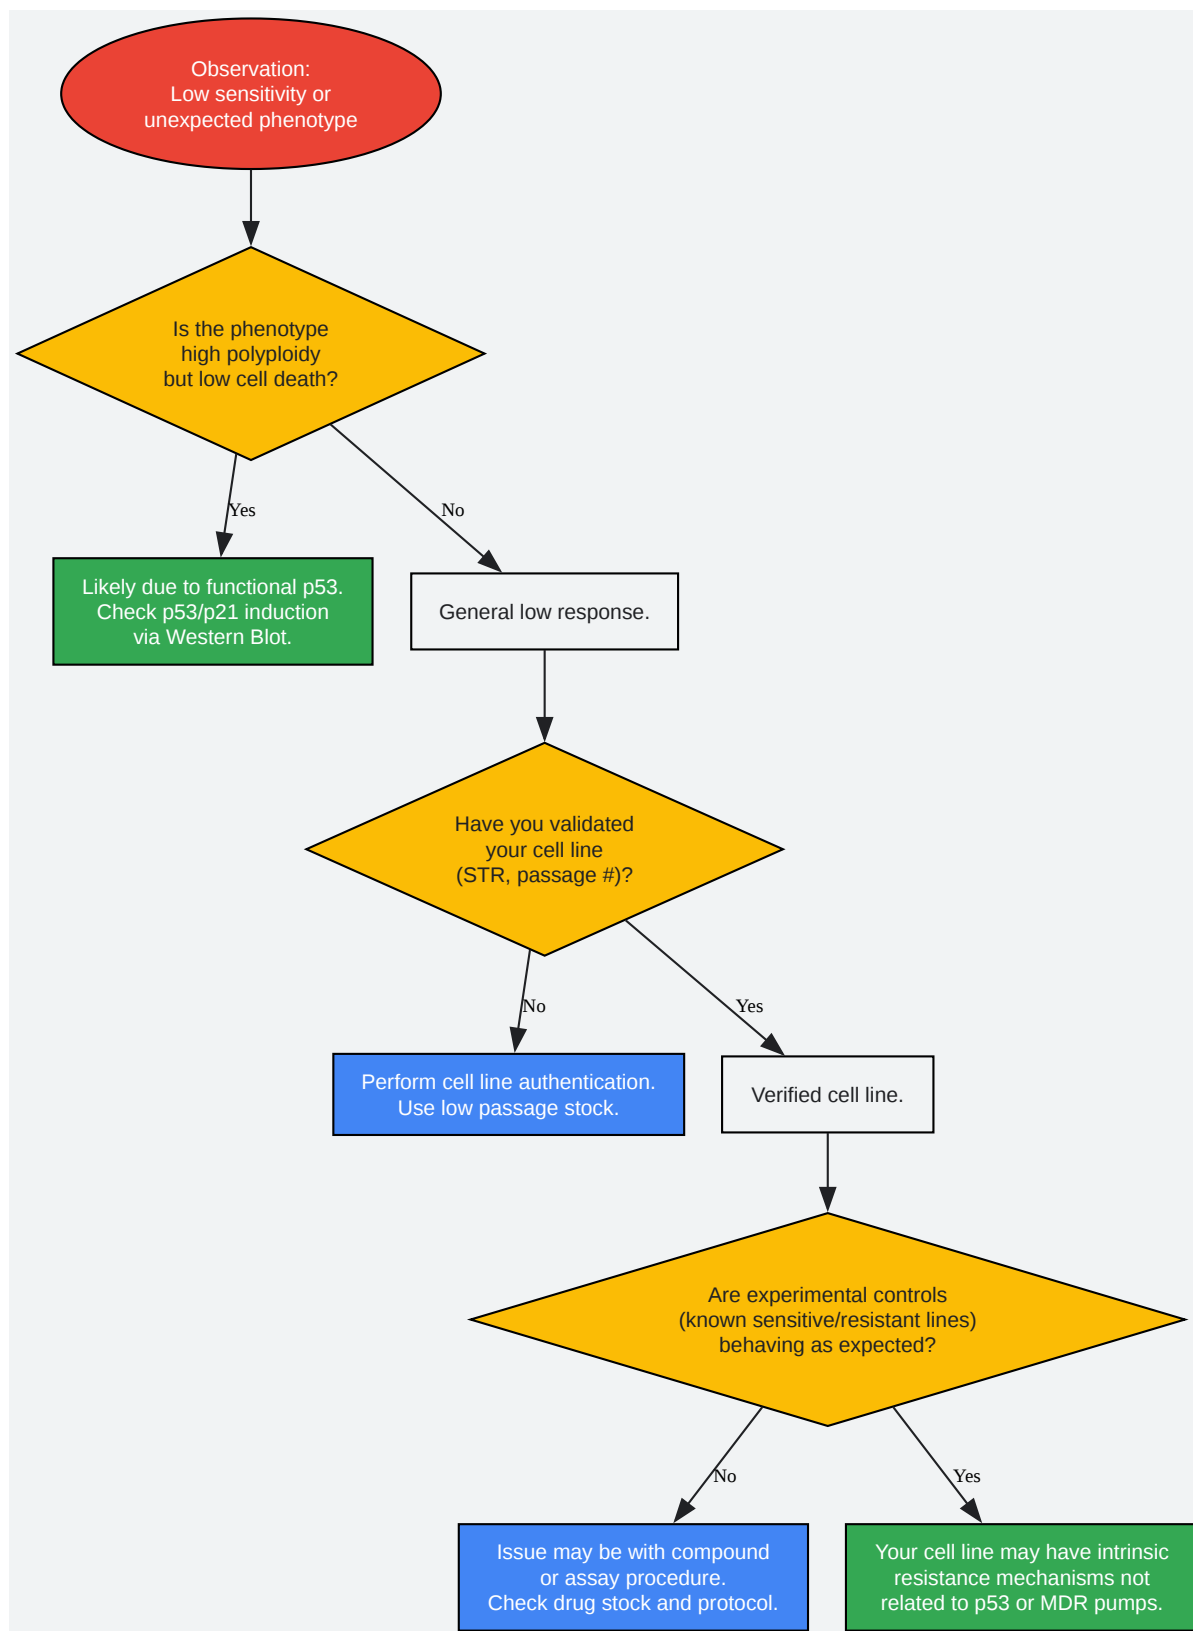 Observation:
Low sensitivity or
unexpected phenotype
Is the phenotype
high polyploidy
but low cell death?
Yes
No
Likely due to functional p53.
Check p53/p21 induction
via Western Blot.
General low response.
Have you validated
your cell line
(STR, passage #)?
No
Yes
Perform cell line authentication.
Use low passage stock.
Verified cell line.
Are experimental controls
(known sensitive/resistant lines)
behaving as expected?
No
Yes
Issue may be with compound
or assay procedure.
Check drug stock and protocol.
Your cell line may have intrinsic
resistance mechanisms not
related to p53 or MDR pumps.